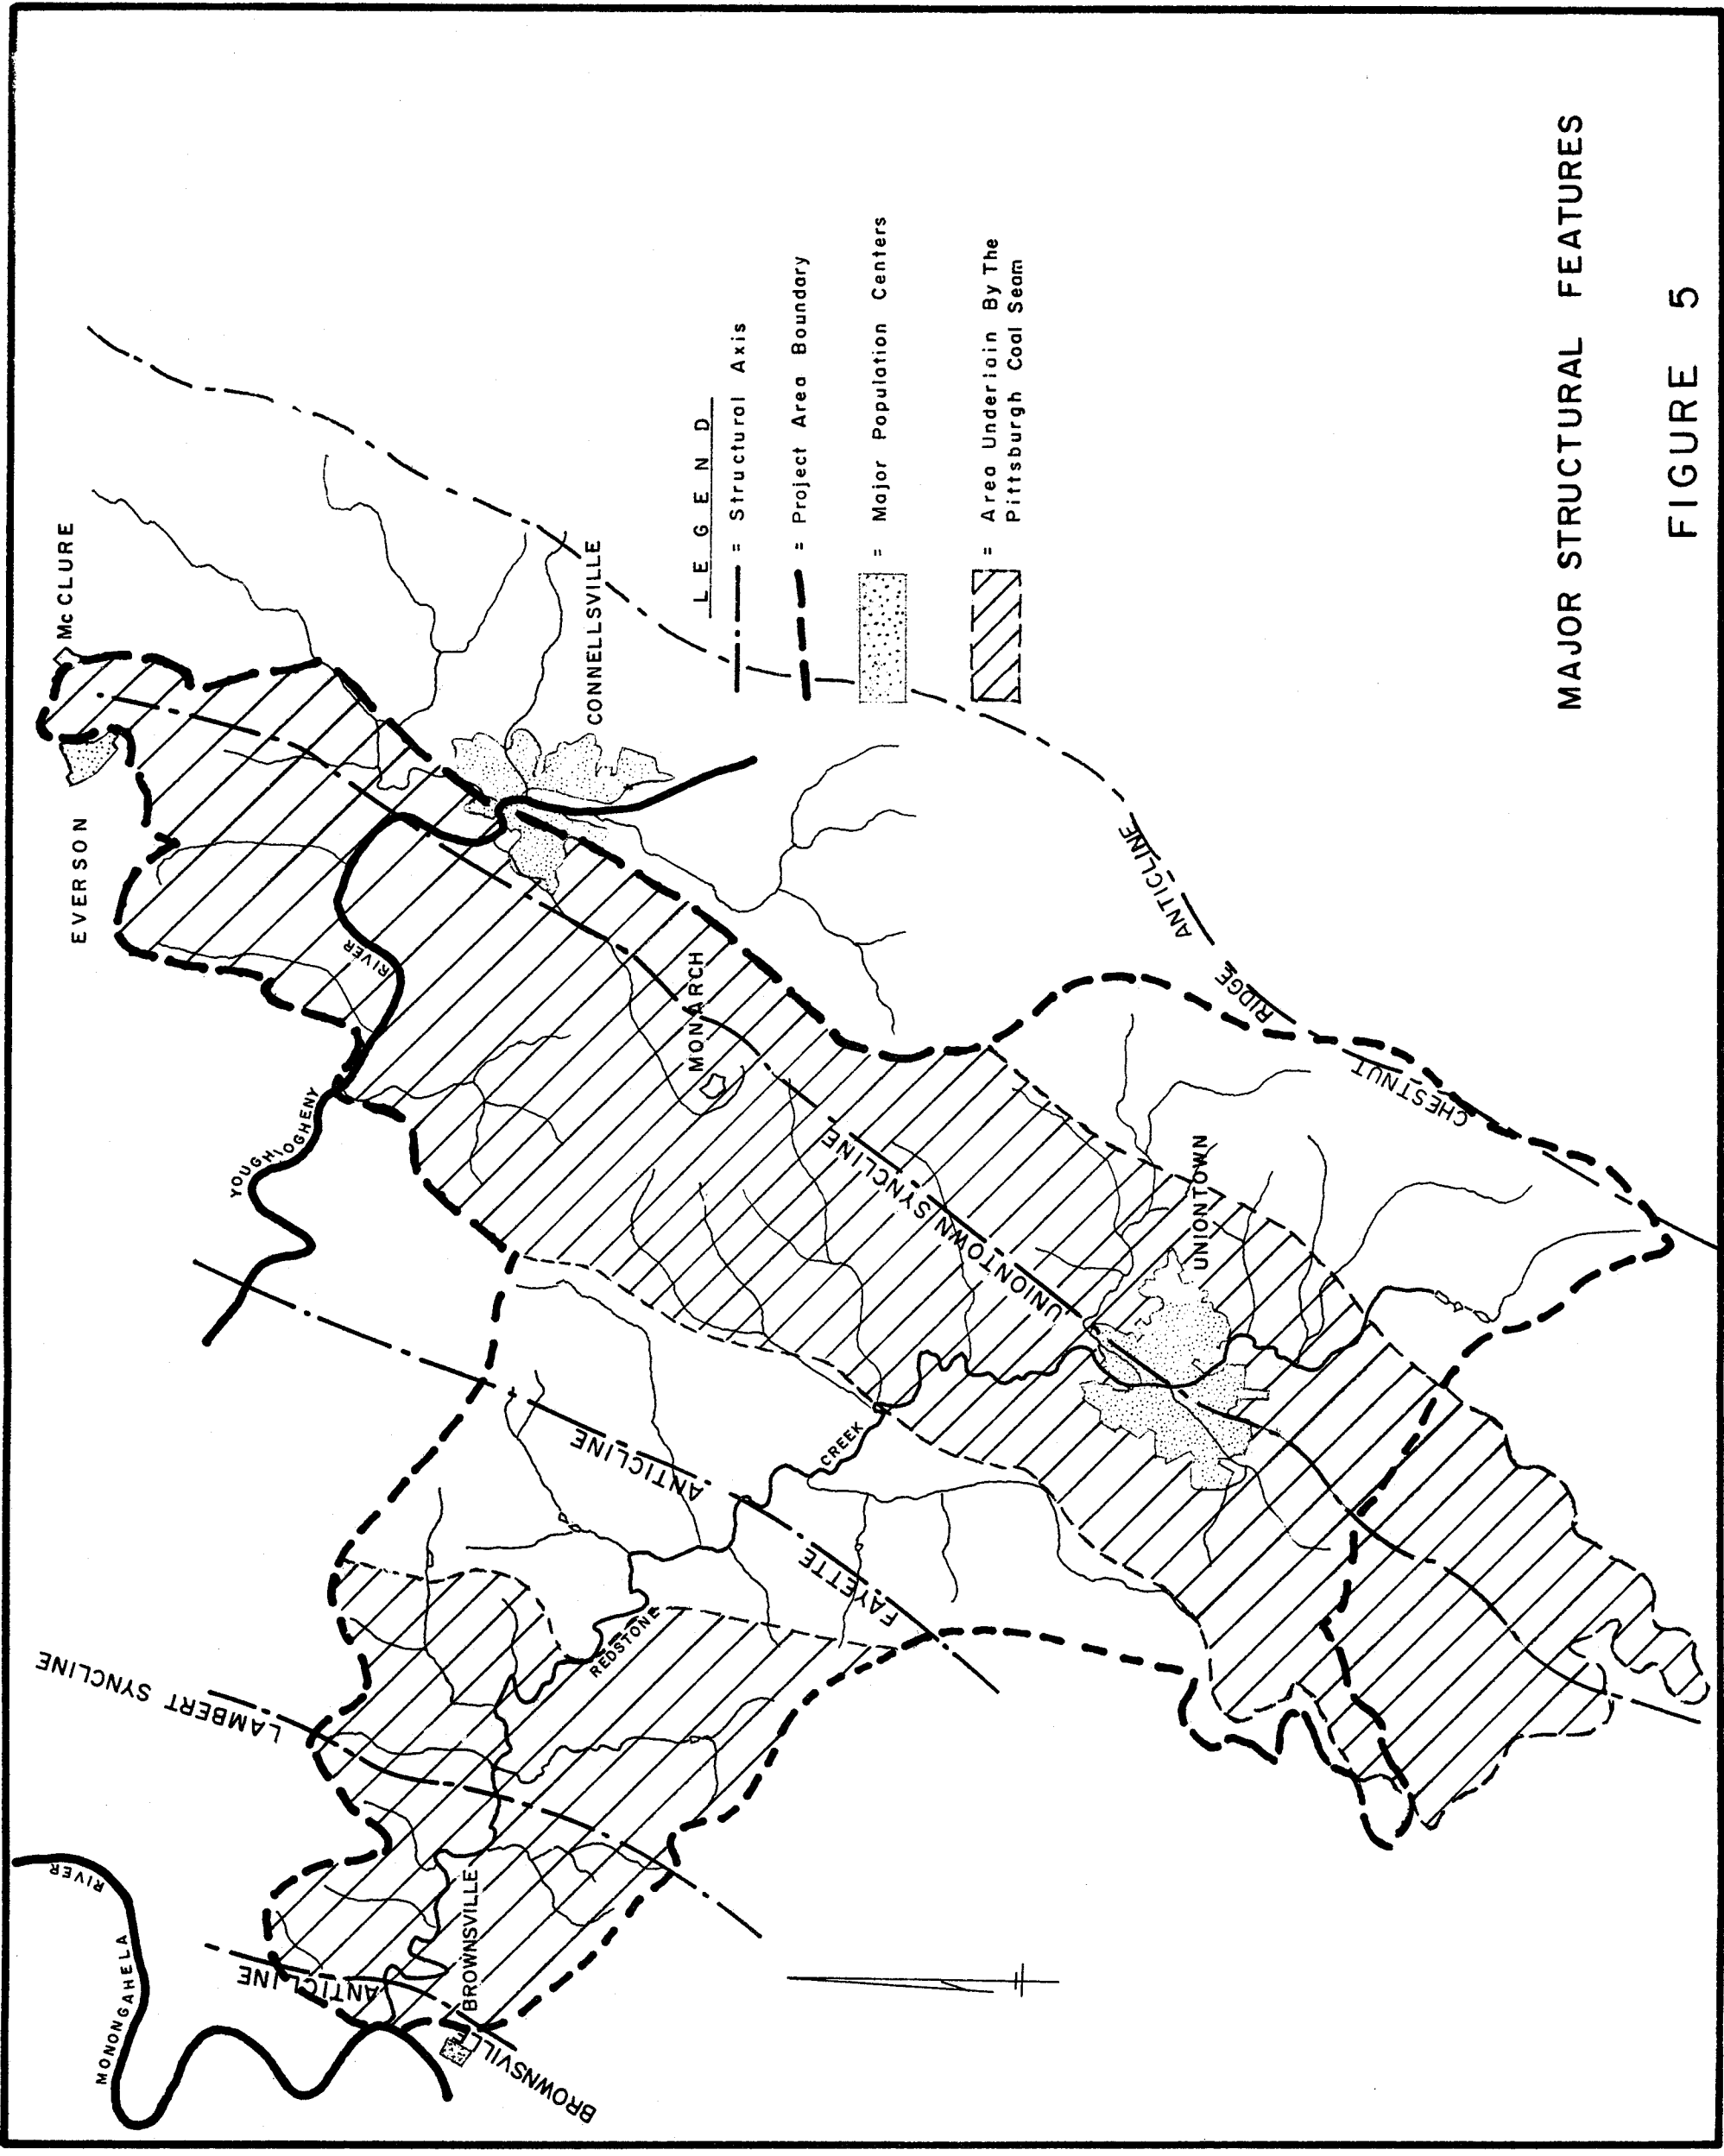 McCLURE
EVERSON
CONNELLSVILLE
YOUGHIOGHENY
RIVER
MONARCH
UNIONTOWN SYNCLINE
UNIONTOWN
CHESTNUT
RIDGE
ANTICLINE
FAYETTE
ANTICLINE
REDSTONE
CREEK
LAMBERT SYNCLINE
BROWNSVILLE
ANTICLINE
BROWNSVILLE
MONONGAHELA
RIVER
LEGEND
= Structural Axis
= Project Area Boundary
= Major Population Centers
= Area Underlain By The
Pittsburgh Coal Seam
MAJOR STRUCTURAL FEATURES
FIGURE 5